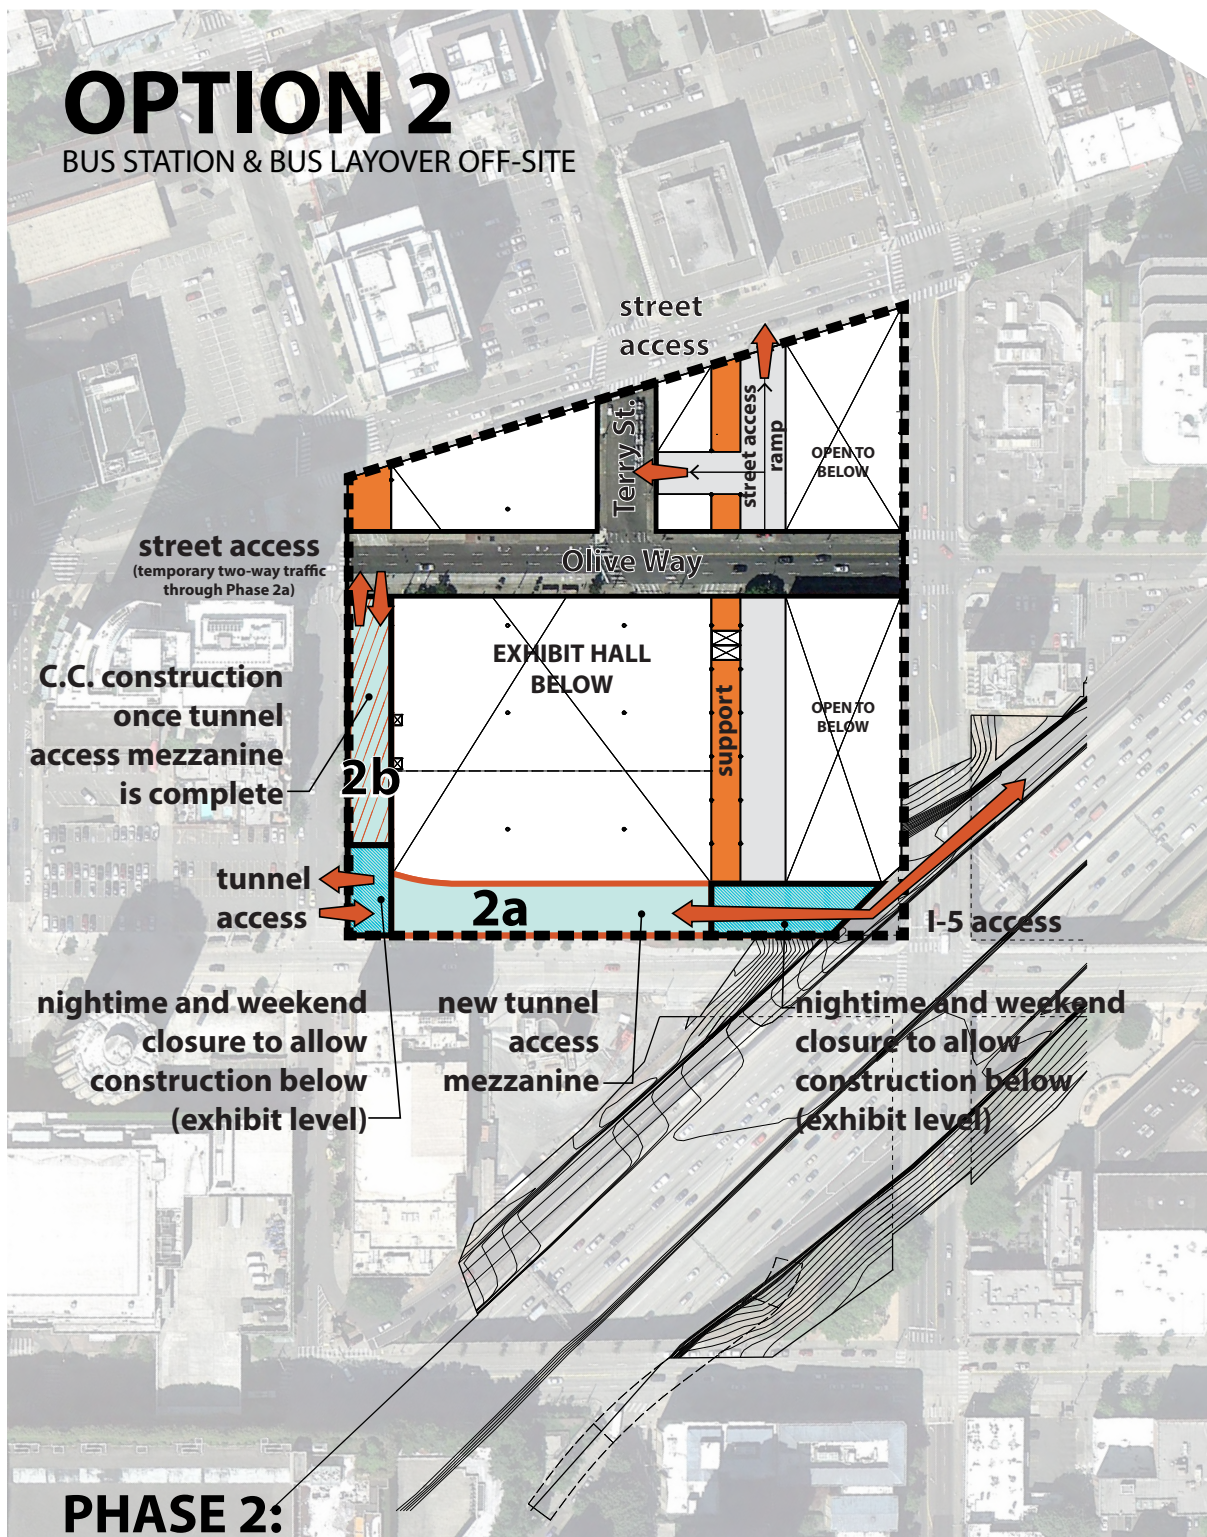 OPTION 2
BUS STATION & BUS LAYOVER OFF-SITE
street
access
Terry St.
street access
ramp
OPEN TO
BELOW
street access
(temporary two-way traffic
through Phase 2a)
Olive Way
EXHIBIT HALL
BELOW
C.C. construction
once tunnel
access mezzanine
is complete
2b
support
OPEN TO
BELOW
tunnel
access
2a
I-5 access
nightime and weekend
closure to allow
construction below
(exhibit level)
new tunnel
access
mezzanine
nightime and weekend
closure to allow
construction below
(exhibit level)
PHASE 2: